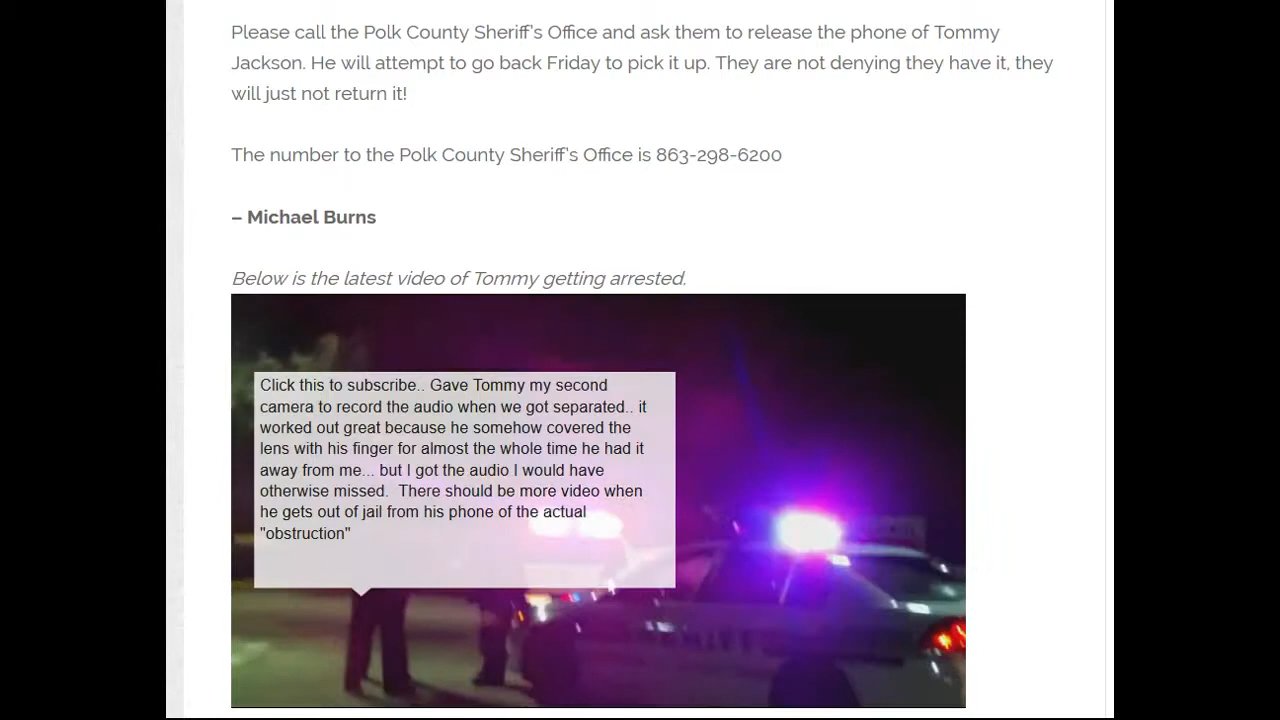 Please call the Polk County Sheriff's Office and ask them to release the phone of Tommy
Jackson. He will attempt to go back Friday to pick it up. They are not denying they have it, they
will just not return it!
The number to the Polk County Sheriff's Office is 863-298-6200
– Michael Burns
Below is the latest video of Tommy getting arrested.
Click this to subscribe.. Gave Tommy my second
camera to record the audio when we got separated.. it
worked out great because he somehow covered the
lens with his finger for almost the whole time he had it
away from me... but I got the audio I would have
otherwise missed.  There should be more video when
he gets out of jail from his phone of the actual
"obstruction"